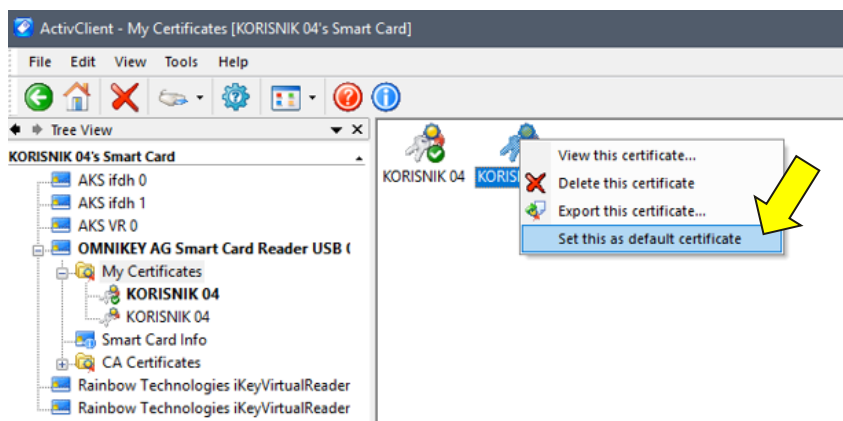 ActivClient - My Certificates [KORISNIK 04's Smart Card]
File Edit View Tools Help
Tree View
KORISNIK 04's Smart Card
AKS ifdh 0
AKS ifdh 1
AKS VR 0
OMNIKEY AG Smart Card Reader USB (
My Certificates
KORISNIK 04
KORISNIK 04
Smart Card Info
CA Certificates
Rainbow Technologies iKeyVirtualReader
Rainbow Technologies iKeyVirtualReader
KORISNIK 04 KORIS
View this certificate...
Delete this certificate
Export this certificate...
Set this as default certificate